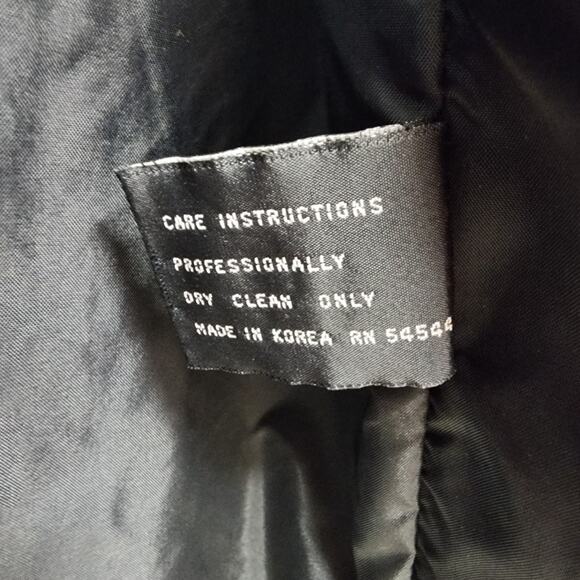 CARE INSTRUCTIONS
PROFESSIONALLY
DRY CLEAN ONLY
MADE IN KOREA RN 54544